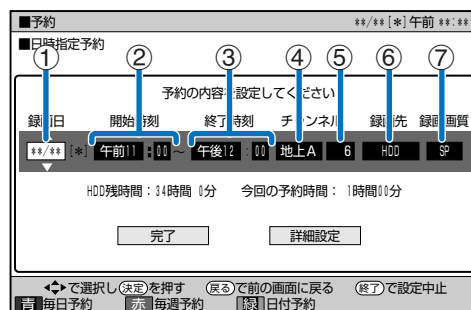 ■予約 **/**[*]午前**:**
■日時指定予約
① ② ③ ④ ⑤ ⑥ ⑦
予約の内容を設定してください
録画日 開始時刻 終了時刻 チャンネル 録画先 録画画質
**/** [*] 午前11:00 ~ 午後12:00 地上A 6 HDD SP
HDD残時間:34時間 0分 今回の予約時間: 1時間00分
完了 詳細設定
で選択し決定を押す 戻るで前の画面に戻る 終了で設定中止
青 毎日予約 赤 毎週予約 緑 日付予約